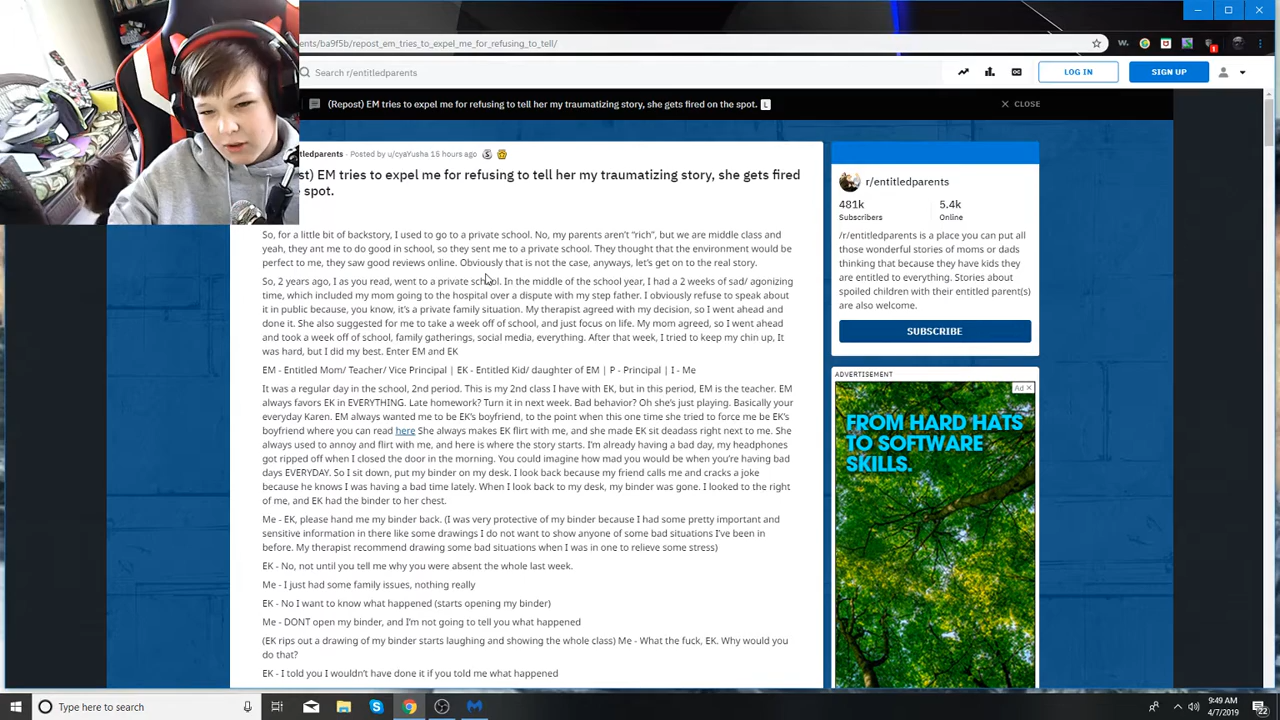 ents/ba9f5b/repost_em_tries_to_expel_me_for_refusing_to_tell/
Search r/entitledparents
LOG IN
SIGN UP
(Repost) EM tries to expel me for refusing to tell her my traumatizing story, she gets fired on the spot. L
CLOSE
tledparents · Posted by u/cyaYusha 15 hours ago
st) EM tries to expel me for refusing to tell her my traumatizing story, she gets fired
spot.
So, for a little bit of backstory, I used to go to a private school. No, my parents aren't "rich", but we are middle class and
yeah, they ant me to do good in school, so they sent me to a private school. They thought that the environment would be
perfect to me, they saw good reviews online. Obviously that is not the case, anyways, let's get on to the real story.
So, 2 years ago, I as you read, went to a private school. In the middle of the school year, I had a 2 weeks of sad/ agonizing
time, which included my mom going to the hospital over a dispute with my step father. I obviously refuse to speak about
it in public because, you know, it's a private family situation. My therapist agreed with my decision, so I went ahead and
done it. She also suggested for me to take a week off of school, and just focus on life. My mom agreed, so I went ahead
and took a week off of school, family gatherings, social media, everything. After that week, I tried to keep my chin up, It
was hard, but I did my best. Enter EM and EK
EM - Entitled Mom/ Teacher/ Vice Principal | EK - Entitled Kid/ daughter of EM | P - Principal | I - Me
It was a regular day in the school, 2nd period. This is my 2nd class I have with EK, but in this period, EM is the teacher. EM
always favors EK in EVERYTHING. Late homework? Turn it in next week. Bad behavior? Oh she's just playing. Basically your
everyday Karen. EM always wanted me to be EK's boyfriend, to the point when this one time she tried to force me be EK's
boyfriend where you can read here She always makes EK flirt with me, and she made EK sit deadass right next to me. She
always used to annoy and flirt with me, and here is where the story starts. I'm already having a bad day, my headphones
got ripped off when I closed the door in the morning. You could imagine how mad you would be when you're having bad
days EVERYDAY. So I sit down, put my binder on my desk. I look back because my friend calls me and cracks a joke
because he knows I was having a bad time lately. When I look back to my desk, my binder was gone. I looked to the right
of me, and EK had the binder to her chest.
Me - EK, please hand me my binder back. (I was very protective of my binder because I had some pretty important and
sensitive information in there like some drawings I do not want to show anyone of some bad situations I've been in
before. My therapist recommend drawing some bad situations when I was in one to relieve some stress)
EK - No, not until you tell me why you were absent the whole last week.
Me - I just had some family issues, nothing really
EK - No I want to know what happened (starts opening my binder)
Me - DONT open my binder, and I'm not going to tell you what happened
(EK rips out a drawing of my binder starts laughing and showing the whole class) Me - What the fuck, EK. Why would you
do that?
EK - I told you I wouldn't have done it if you told me what happened
r/entitledparents
481k 5.4k
Subscribers Online
/r/entitledparents is a place you can put all
those wonderful stories of moms or dads
thinking that because they have kids they
are entitled to everything. Stories about
spoiled children with their entitled parent(s)
are also welcome.
SUBSCRIBE
ADVERTISEMENT
Ad
FROM HARD HATS
TO SOFTWARE
SKILLS.
Type here to search
9:49 AM
4/7/2019
22